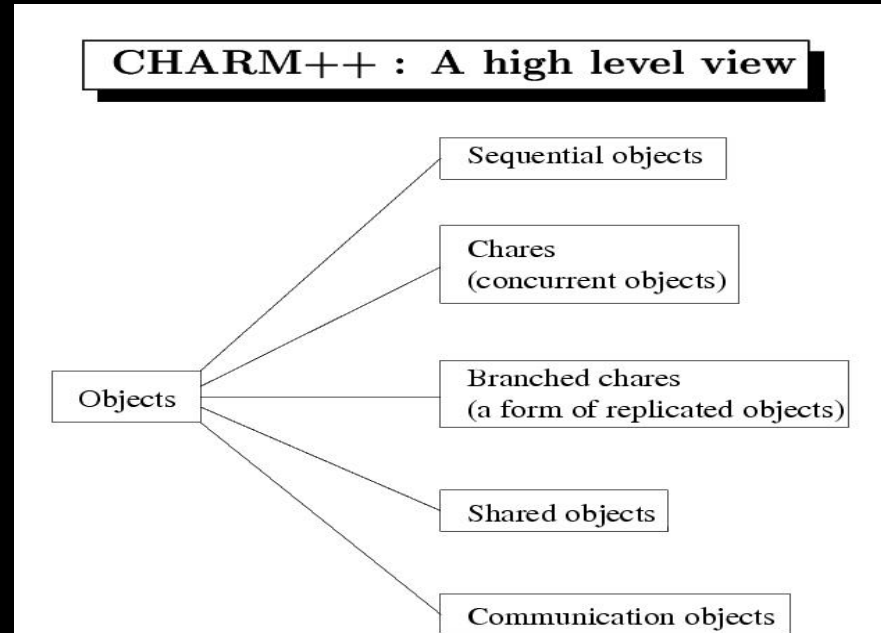 CHARM++ : A high level view
Sequential objects
Chares
(concurrent objects)
Objects
Branched chares
(a form of replicated objects)
Shared objects
Communication objects